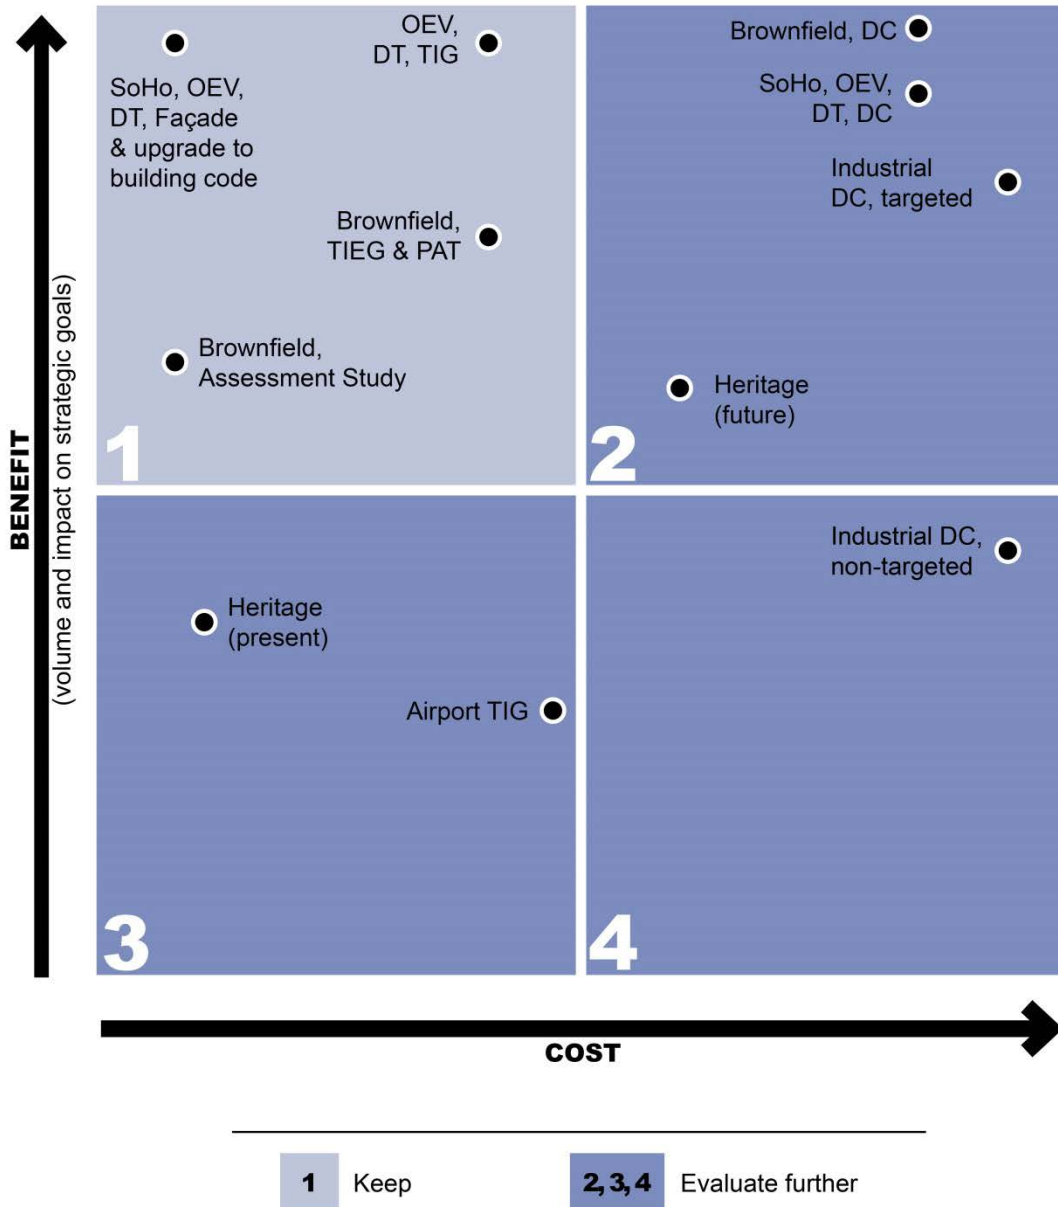 BENEFIT
(volume and impact on strategic goals)
SoHo, OEV,
DT, Façade
& upgrade to
building code
OEV,
DT, TIG
Brownfield,
TIEG & PAT
Brownfield,
Assessment Study
1
Brownfield, DC
SoHo, OEV,
DT, DC
Industrial
DC, targeted
Heritage
(future)
2
Heritage
(present)
Airport TIG
3
Industrial DC,
non-targeted
4
COST
1 Keep
2, 3, 4 Evaluate further